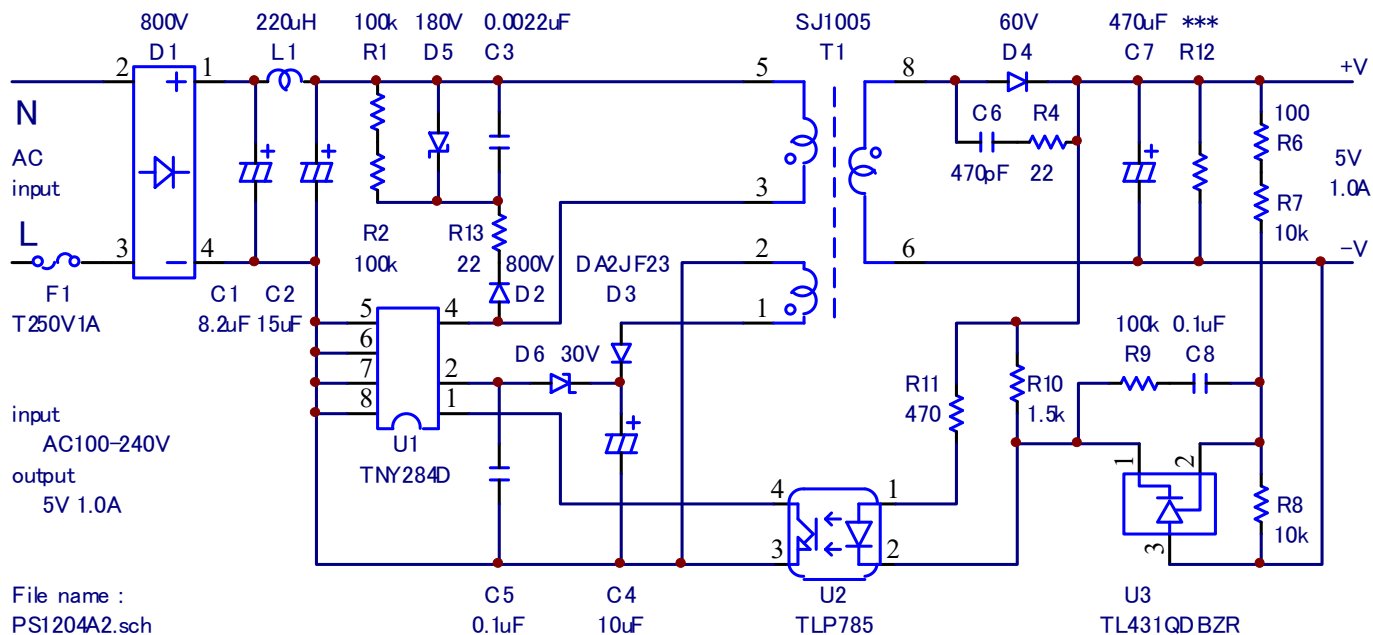 800V 220uH 100k 180V 0.0022uF SJ1005 60V 470uF ***
D1 L1 R1 D5 C3 T1 D4 C7 R12
2 1 5 8 +V
N 100
C6 R4 R6
AC 5V
input 470pF 22 1.0A
3 R7
L R2 R13 2 6 10k -V
3 4 100k 22 800V DA2JF23
F1 C1 C2 D2 D3
T250V1A 8.2uF 15uF 5 4 1 100k 0.1uF
6 D6 30V R9 C8
7 2 R11 R10
8 1 470 1.5k
input U1
AC100-240V 1 2
output TNY284D
5V 1.0A 4 1 R8
10k
3 2 3
File name : C5 C4 U2 U3
PS1204A2.sch 0.1uF 10uF TLP785 TL431QDBZR